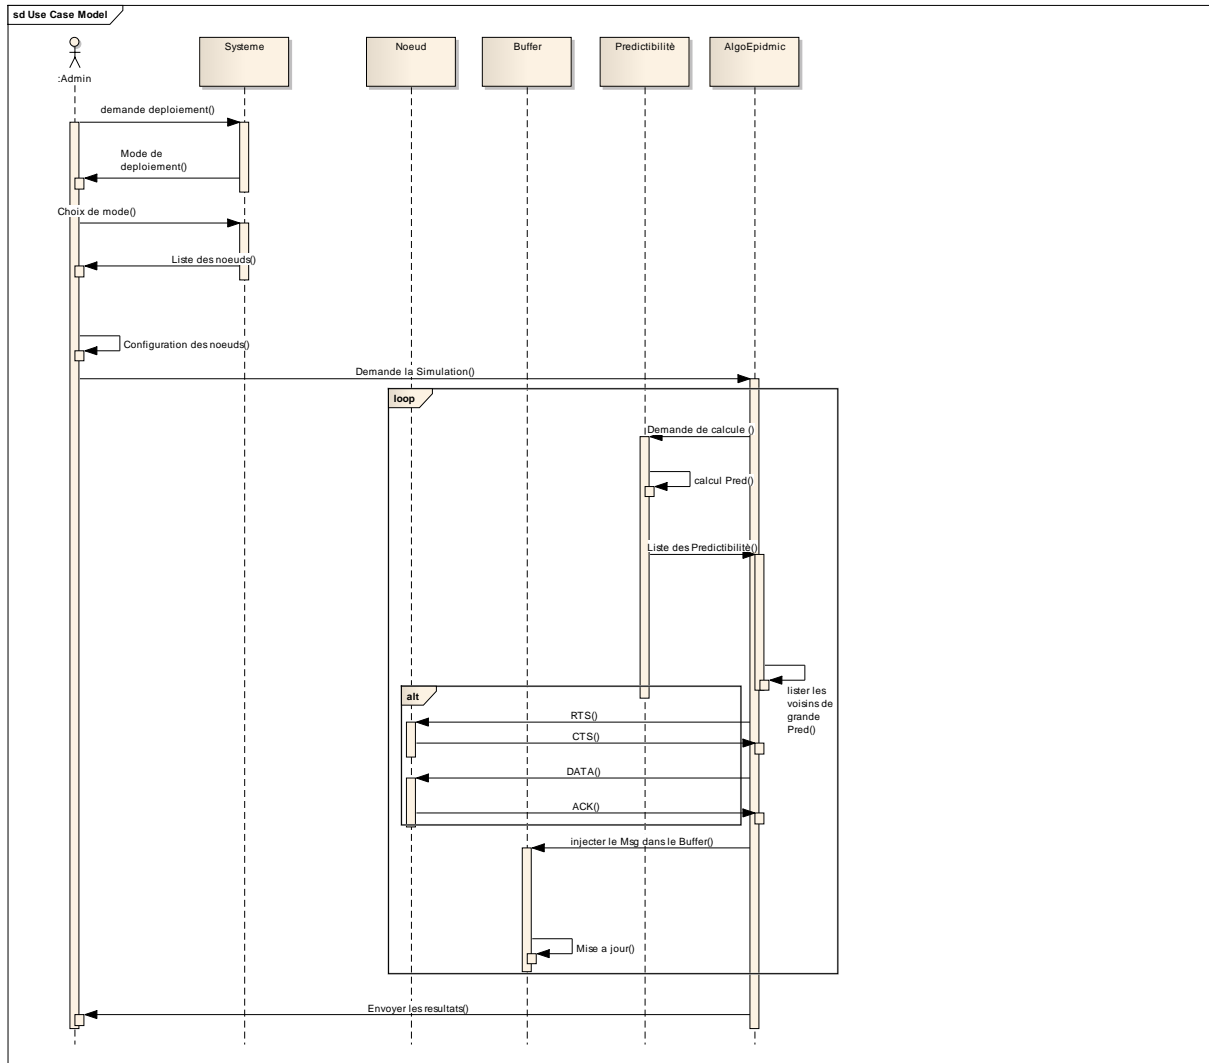 sd Use Case Model
:Admin
Systeme
Noeud
Buffer
Predictibilitè
AlgoEpidmic
demande deploiement()
Mode de
deploiement()
Choix de mode()
Liste des noeuds()
Configuration des noeuds()
Demande la Simulation()
loop
Demande de calcule ()
calcul Pred()
Liste des Predictibilitè()
lister les
voisins de
grande
Pred()
alt
RTS()
CTS()
DATA()
ACK()
injecter le Msg dans le Buffer()
Mise a jour()
Envoyer les resultats()